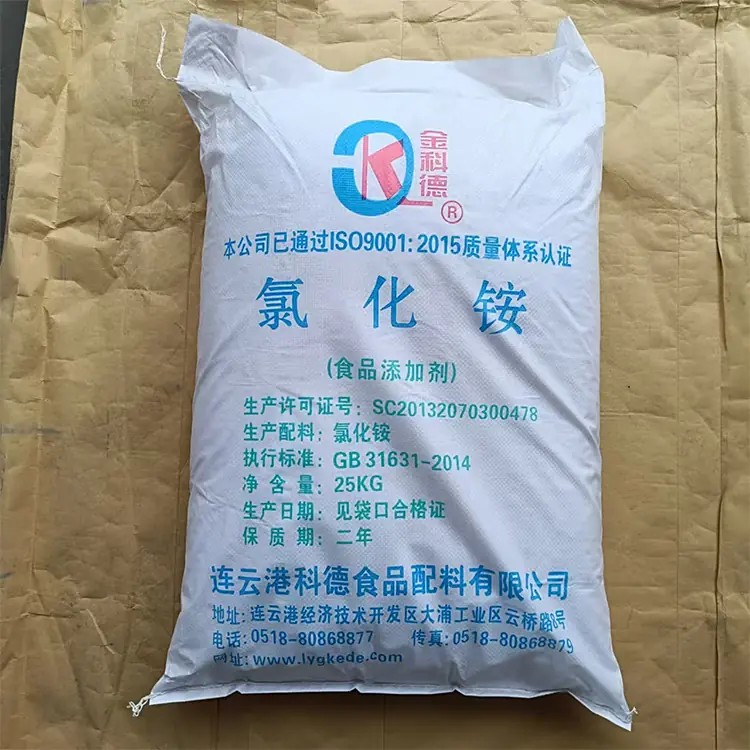 金科德
®
本公司已通过ISO9001:2015质量体系认证
氯化铵
(食品添加剂)
生产许可证号：SC20132070300478
生产配料：氯化铵
执行标准：GB 31631-2014
净含量：25KG
生产日期：见袋口合格证
保质期：二年
连云港科德食品配料有限公司
地址：连云港经济技术开发区大浦工业区云桥路8号
电话：0518-80868877 传真：0518-80868879
网址：www.lygkede.com